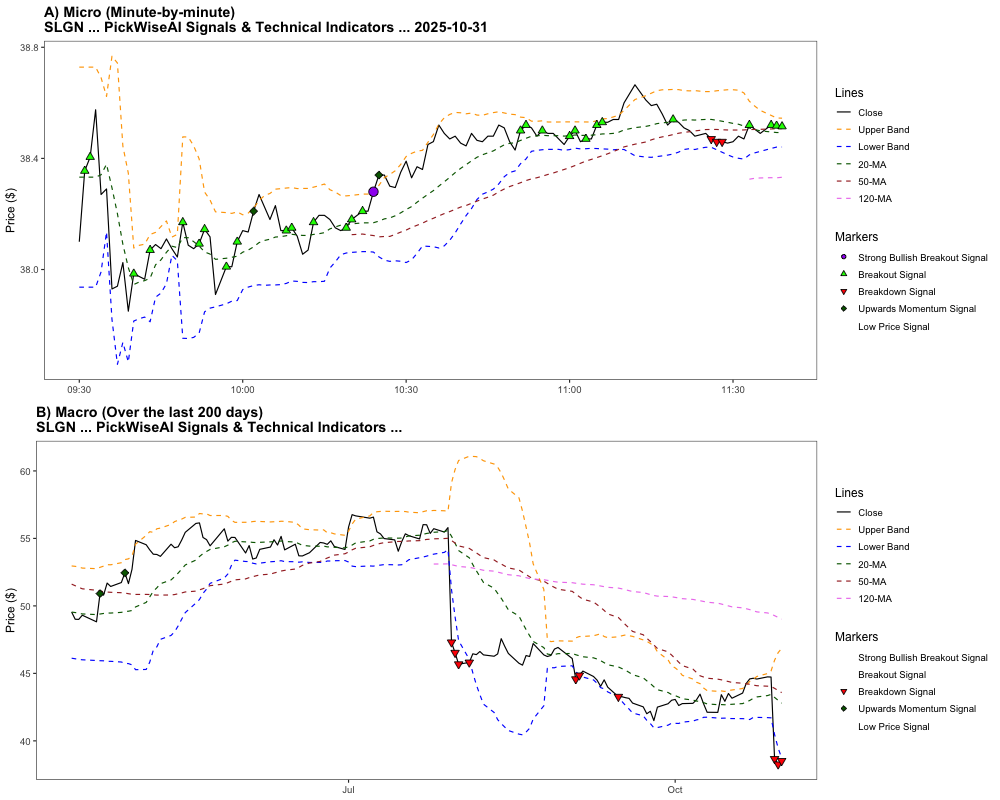 A) Micro (Minute-by-minute)
SLGN ... PickWiseAI Signals & Technical Indicators ... 2025-10-31
38.8
38.4
38.0
Price ($)
09:30
10:00
10:30
11:00
11:30
Lines
Close
Upper Band
Lower Band
20-MA
50-MA
120-MA
Markers
Strong Bullish Breakout Signal
Breakout Signal
Breakdown Signal
Upwards Momentum Signal
Low Price Signal
B) Macro (Over the last 200 days)
SLGN ... PickWiseAI Signals & Technical Indicators ...
60
55
50
45
40
Price ($)
Jul
Oct
Lines
Close
Upper Band
Lower Band
20-MA
50-MA
120-MA
Markers
Strong Bullish Breakout Signal
Breakout Signal
Breakdown Signal
Upwards Momentum Signal
Low Price Signal